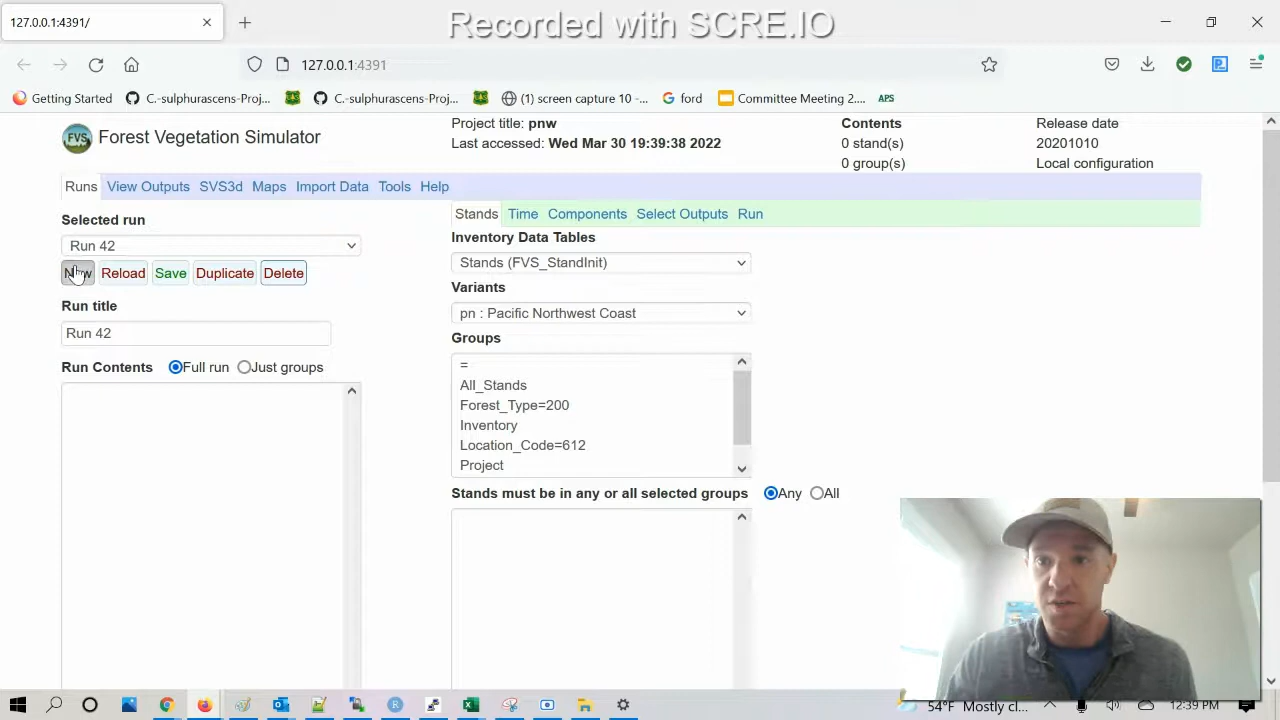 127.0.0.1:4391/
Recorded with SCRE.IO
127.0.0.1:4391
Getting Started
C.-sulphurascens-Proj...
C.-sulphurascens-Proj...
(1) screen capture 10 -...
ford
Committee Meeting 2....
APS
FVS
Forest Vegetation Simulator
Project title: pnw
Last accessed: Wed Mar 30 19:39:38 2022
Contents
0 stand(s)
0 group(s)
Release date
20201010
Local configuration
Runs View Outputs SVS3d Maps Import Data Tools Help
Selected run
Run 42
New Reload Save Duplicate Delete
Run title
Run 42
Run Contents Full run Just groups
Stands Time Components Select Outputs Run
Inventory Data Tables
Stands (FVS_StandInit)
Variants
pn : Pacific Northwest Coast
Groups
=
All_Stands
Forest_Type=200
Inventory
Location_Code=612
Project
Stands must be in any or all selected groups Any All
54°F Mostly cl... 12:39 PM